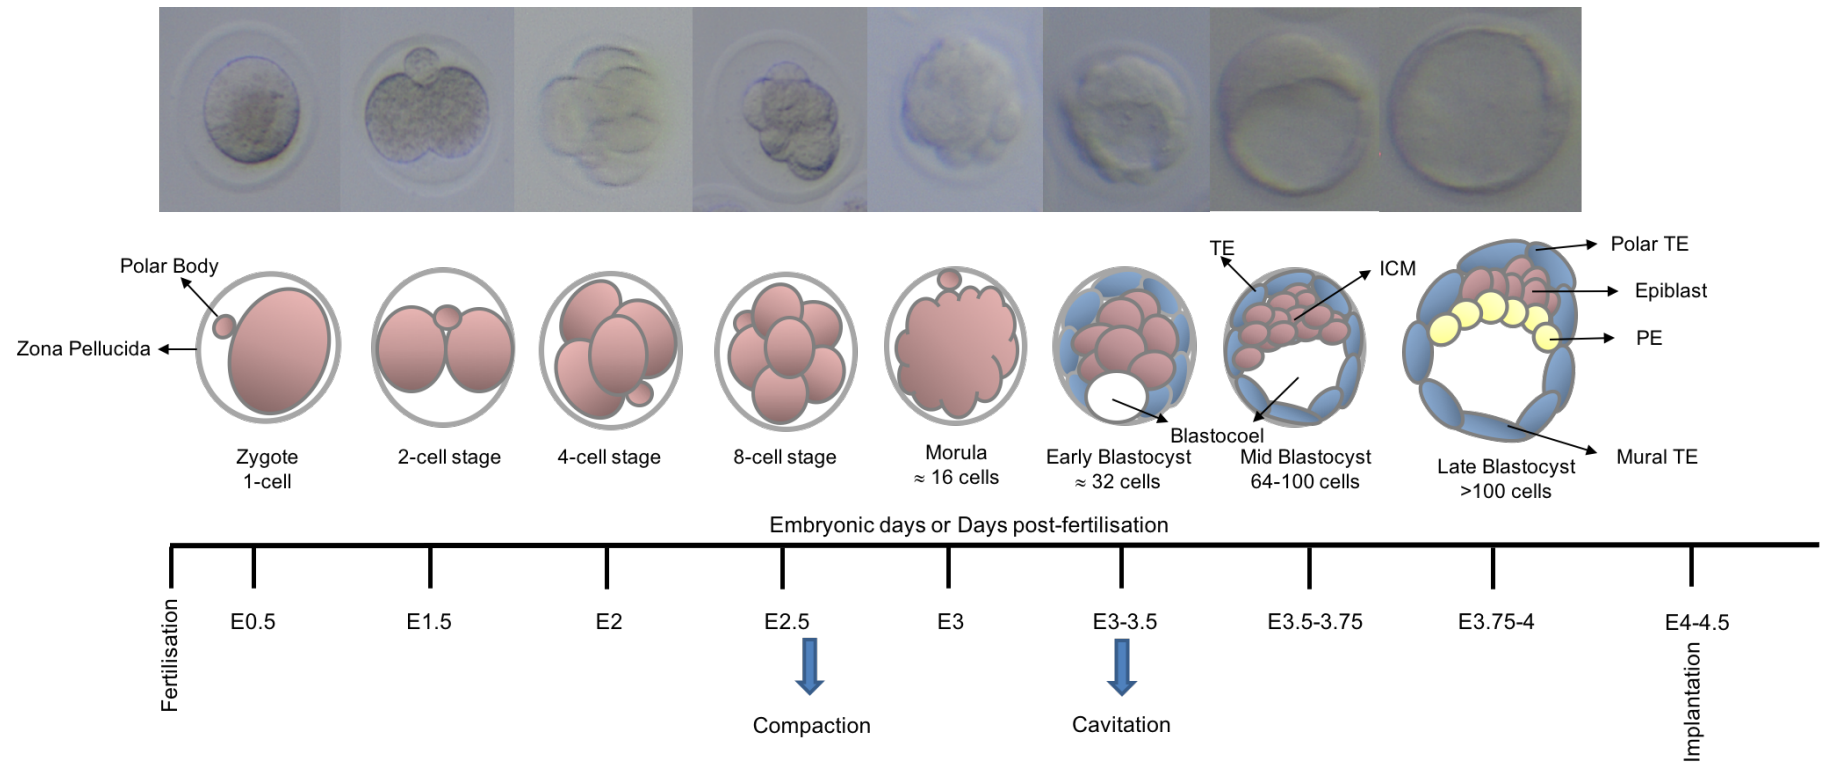 Polar Body
Zona Pellucida
TE
ICM
Polar TE
Epiblast
PE
Mural TE
Blastocoel
Zygote
1-cell
2-cell stage
4-cell stage
8-cell stage
Morula
≈ 16 cells
Early Blastocyst
≈ 32 cells
Mid Blastocyst
64-100 cells
Late Blastocyst
>100 cells
Embryonic days or Days post-fertilisation
Fertilisation
E0.5
E1.5
E2
E2.5
E3
E3-3.5
E3.5-3.75
E3.75-4
E4-4.5
Implantation
Compaction
Cavitation